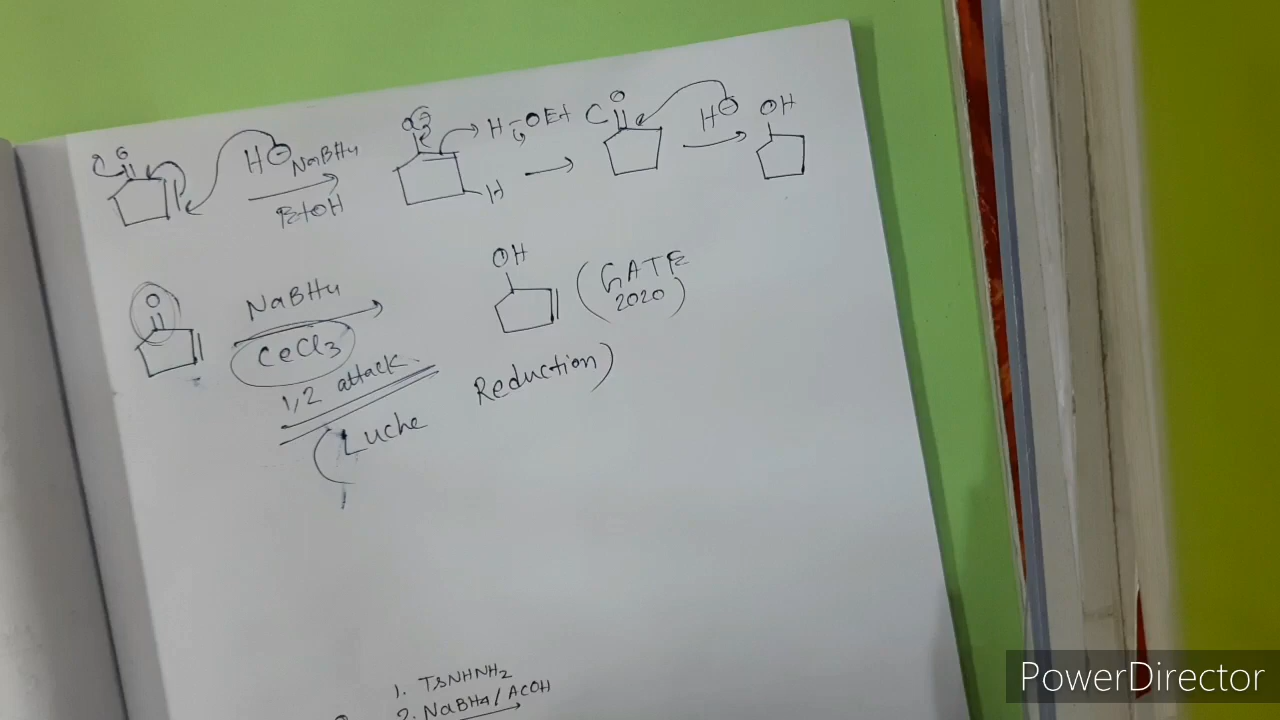 O H⊖ NaBH4
EtOH
O⊖ H-OEt
H
O H⊖ OH
O NaBH4 OH
CeCl3 (GATE
2020)
1,2 attack
(Luche Reduction)
1. TsNHNH2
2. NaBH4/ACOH
PowerDirector